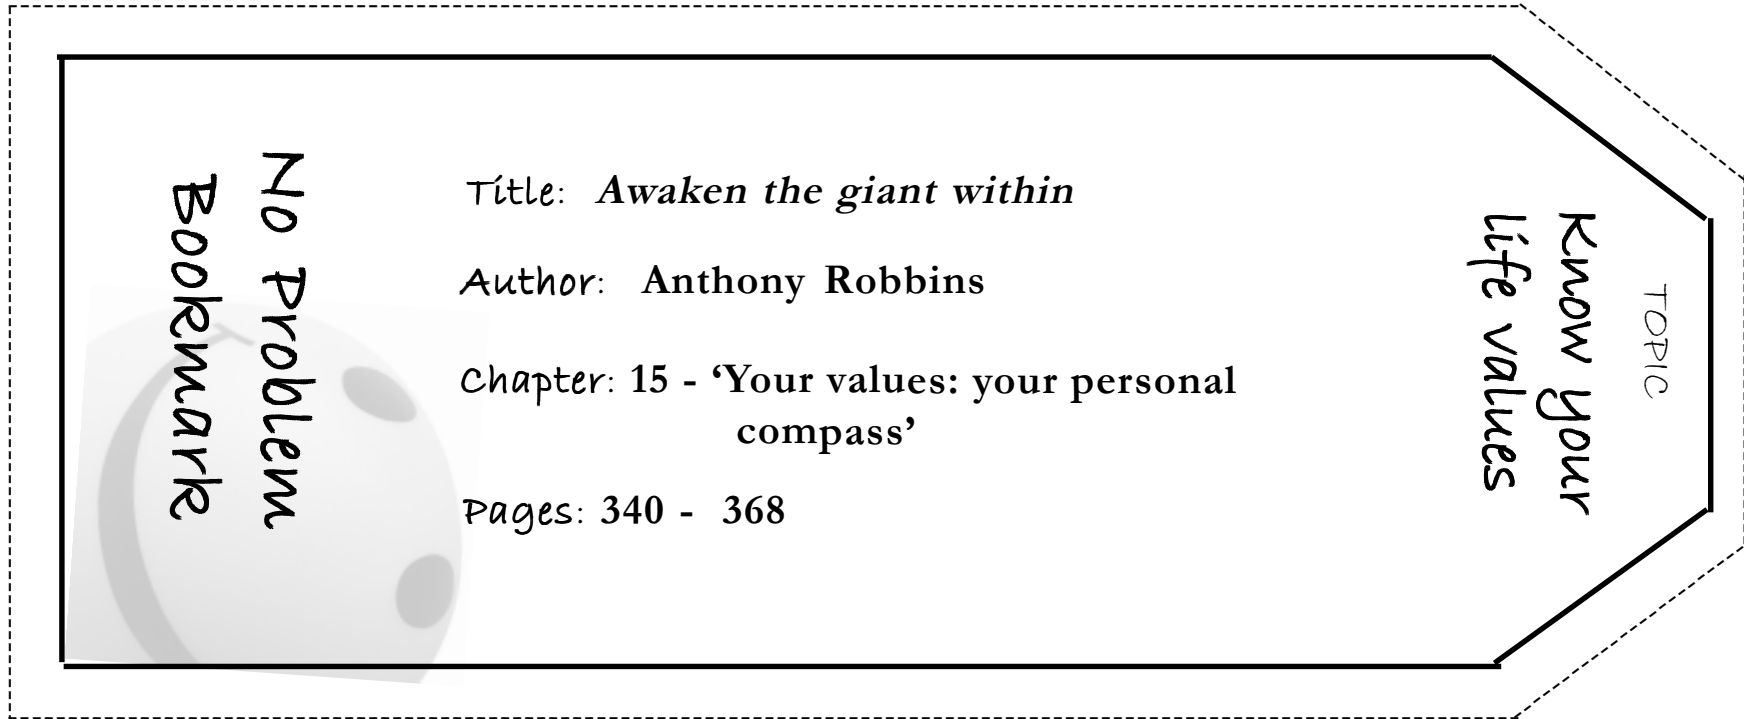 No Problem
Bookmark
Title: Awaken the giant within
Author: Anthony Robbins
Chapter: 15 - ‘Your values: your personal
compass’
Pages: 340 - 368
TOPIC
Know your
life values